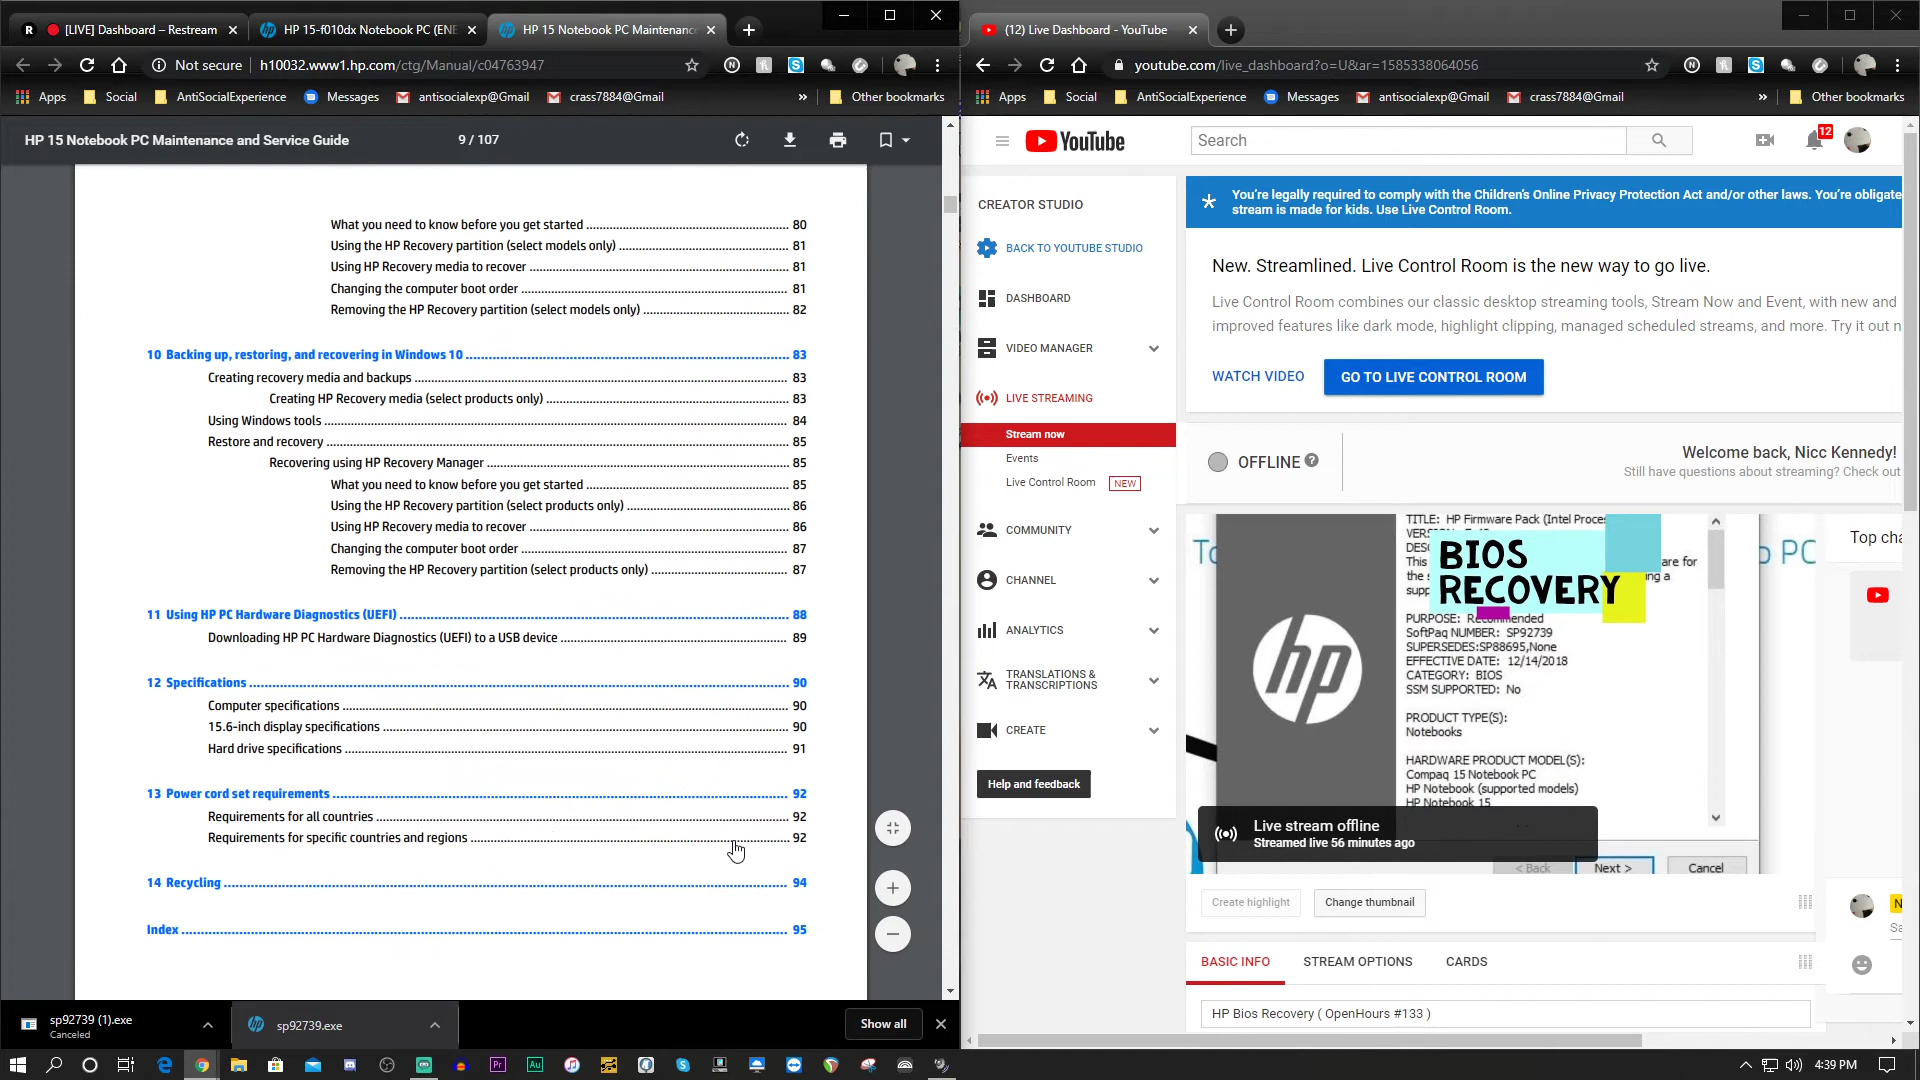 [LIVE] Dashboard – Restream
HP 15-f010dx Notebook PC (ENE
HP 15 Notebook PC Maintenance
Not secure
h10032.www1.hp.com/ctg/Manual/c04763947
Apps
Social
AntiSocialExperience
Messages
antisocialexp@Gmail
crass7884@Gmail
»
Other bookmarks
HP 15 Notebook PC Maintenance and Service Guide
9 / 107
What you need to know before you get started 80
Using the HP Recovery partition (select models only) 81
Using HP Recovery media to recover 81
Changing the computer boot order 81
Removing the HP Recovery partition (select models only) 82
10 Backing up, restoring, and recovering in Windows 10 83
Creating recovery media and backups 83
Creating HP Recovery media (select products only) 83
Using Windows tools 84
Restore and recovery 85
Recovering using HP Recovery Manager 85
What you need to know before you get started 85
Using the HP Recovery partition (select products only) 86
Using HP Recovery media to recover 86
Changing the computer boot order 87
Removing the HP Recovery partition (select products only) 87
11 Using HP PC Hardware Diagnostics (UEFI) 88
Downloading HP PC Hardware Diagnostics (UEFI) to a USB device 89
12 Specifications 90
Computer specifications 90
15.6-inch display specifications 90
Hard drive specifications 91
13 Power cord set requirements 92
Requirements for all countries 92
Requirements for specific countries and regions 92
14 Recycling 94
Index 95
sp92739 (1).exe
Canceled
sp92739.exe
Show all
(12) Live Dashboard - YouTube
youtube.com/live_dashboard?o=U&ar=1585338064056
Apps
Social
AntiSocialExperience
Messages
antisocialexp@Gmail
crass7884@Gmail
»
Other bookmarks
YouTube
Search
12
CREATOR STUDIO
BACK TO YOUTUBE STUDIO
DASHBOARD
VIDEO MANAGER
LIVE STREAMING
Stream now
Events
Live Control Room NEW
COMMUNITY
CHANNEL
ANALYTICS
TRANSLATIONS &
TRANSCRIPTIONS
CREATE
Help and feedback
You're legally required to comply with the Children's Online Privacy Protection Act and/or other laws. You're obligate
stream is made for kids. Use Live Control Room.
New. Streamlined. Live Control Room is the new way to go live.
Live Control Room combines our classic desktop streaming tools, Stream Now and Event, with new and
improved features like dark mode, highlight clipping, managed scheduled streams, and more. Try it out n
WATCH VIDEO
GO TO LIVE CONTROL ROOM
OFFLINE
Welcome back, Nicc Kennedy!
Still have questions about streaming? Check out
TITLE: HP Firmware Pack (Intel Proce
BIOS
RECOVERY
PURPOSE: Recommended
SoftPaq NUMBER: SP92739
SUPERSEDES:SP88695,None
EFFECTIVE DATE: 12/14/2018
CATEGORY: BIOS
SSM SUPPORTED: No
PRODUCT TYPE(S):
Notebooks
HARDWARE PRODUCT MODEL(S):
Compaq 15 Notebook PC
HP Notebook (supported models)
HP Notebook 15
hp
Live stream offline
Streamed live 56 minutes ago
< Back
Next >
Cancel
Top cha
Create highlight
Change thumbnail
BASIC INFO
STREAM OPTIONS
CARDS
HP Bios Recovery ( OpenHours #133 )
4:39 PM